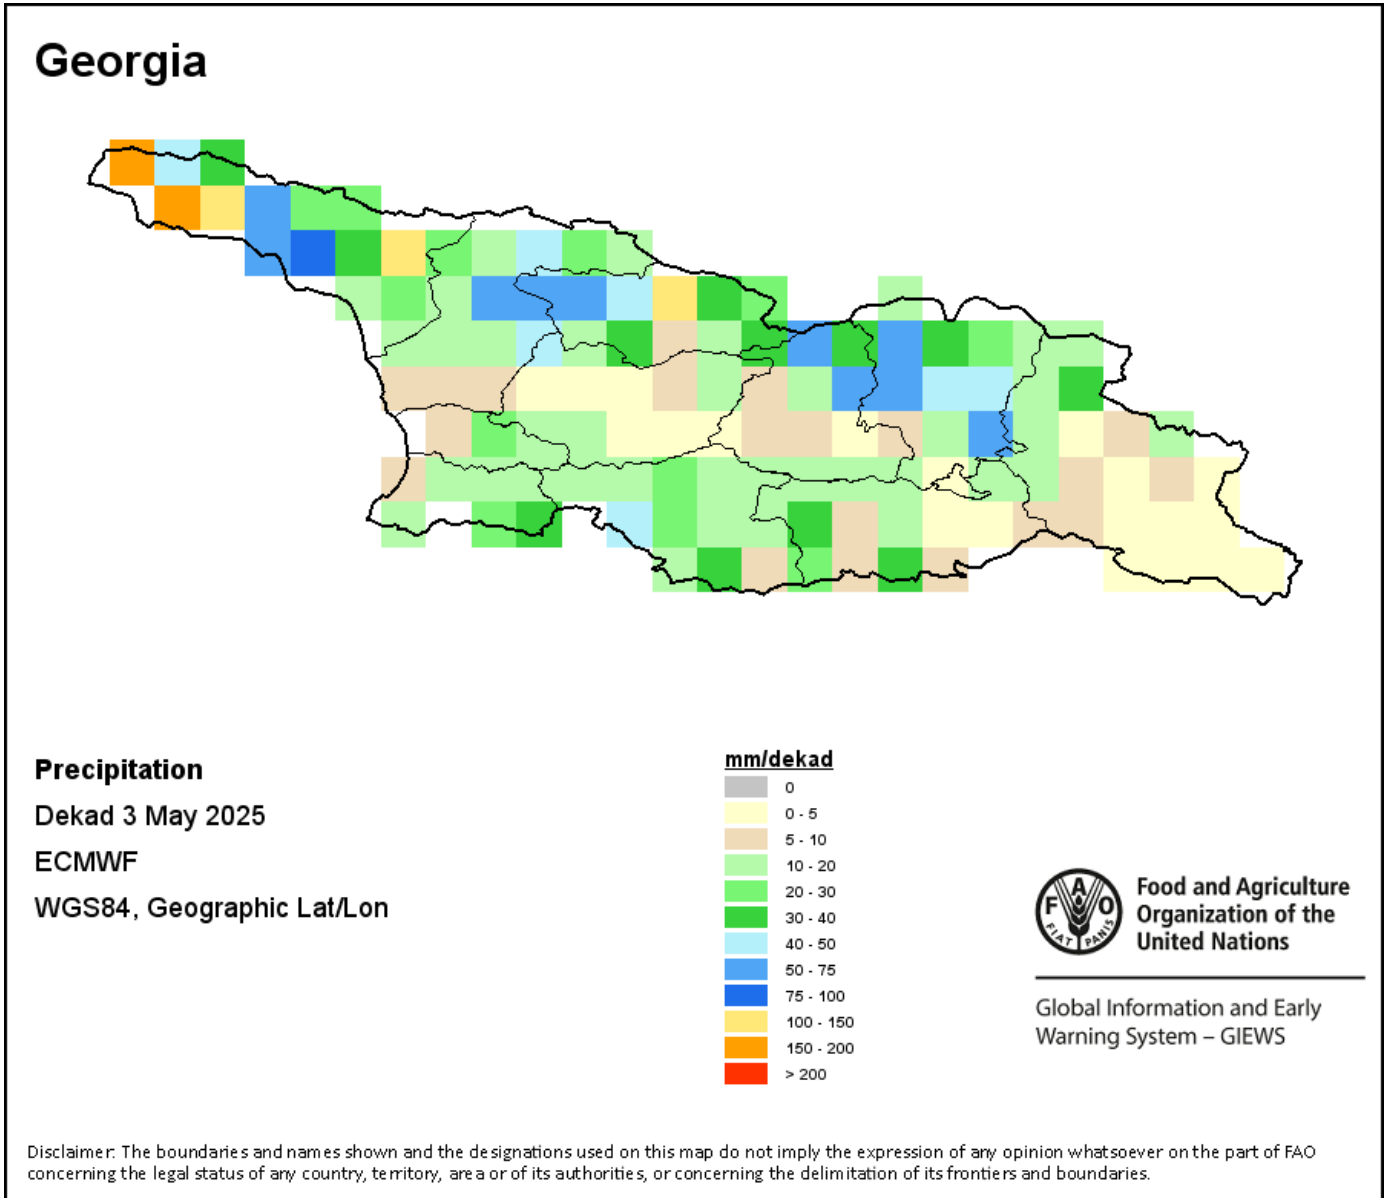 Georgia
Precipitation
Dekad 3 May 2025
ECMWF
WGS84, Geographic Lat/Lon
mm/dekad
0
0 - 5
5 - 10
10 - 20
20 - 30
30 - 40
40 - 50
50 - 75
75 - 100
100 - 150
150 - 200
> 200
F A O
FIAT PANIS
Food and Agriculture
Organization of the
United Nations
Global Information and Early
Warning System – GIEWS
Disclaimer: The boundaries and names shown and the designations used on this map do not imply the expression of any opinion whatsoever on the part of FAO
concerning the legal status of any country, territory, area or of its authorities, or concerning the delimitation of its frontiers and boundaries.